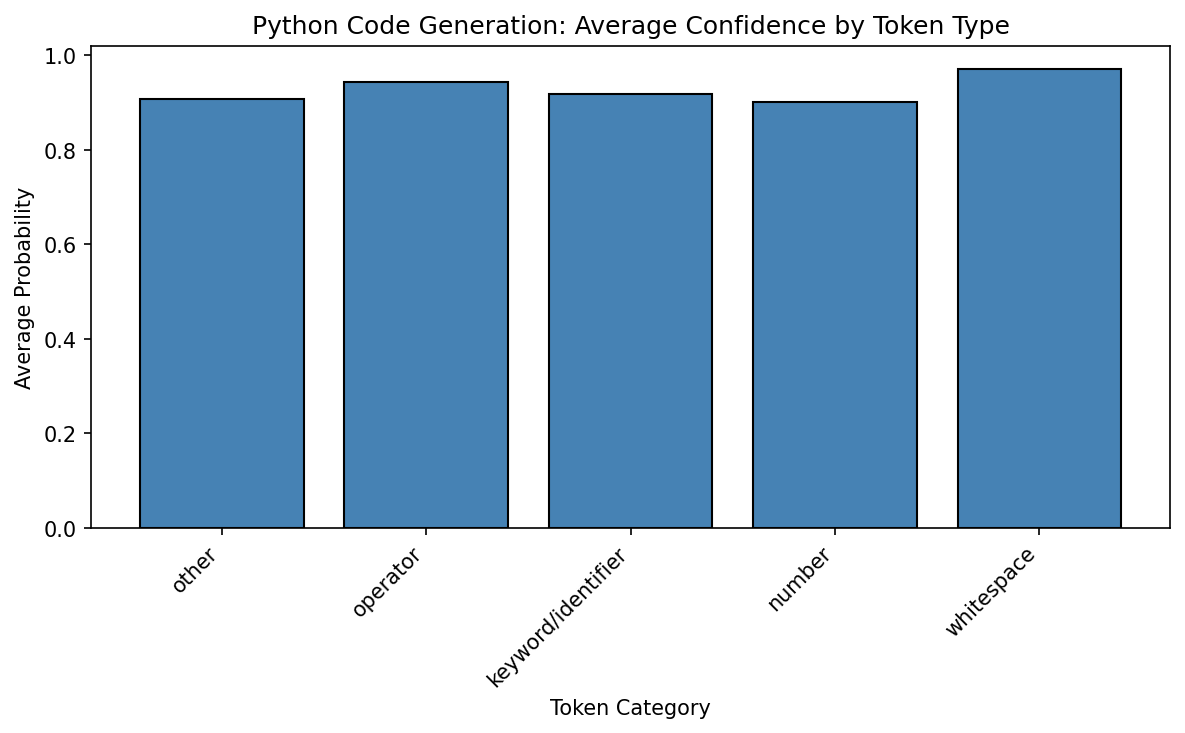 Python Code Generation: Average Confidence by Token Type
1.0
0.8
0.6
0.4
0.2
0.0
Average Probability
other
operator
keyword/identifier
number
whitespace
Token Category